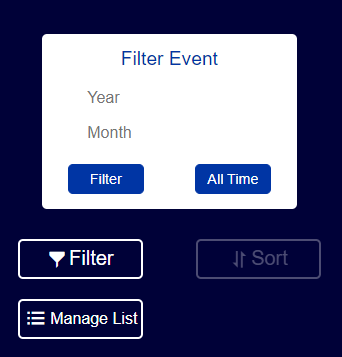 Filter Event
Year
Month
Filter All Time
Filter Sort
Manage List